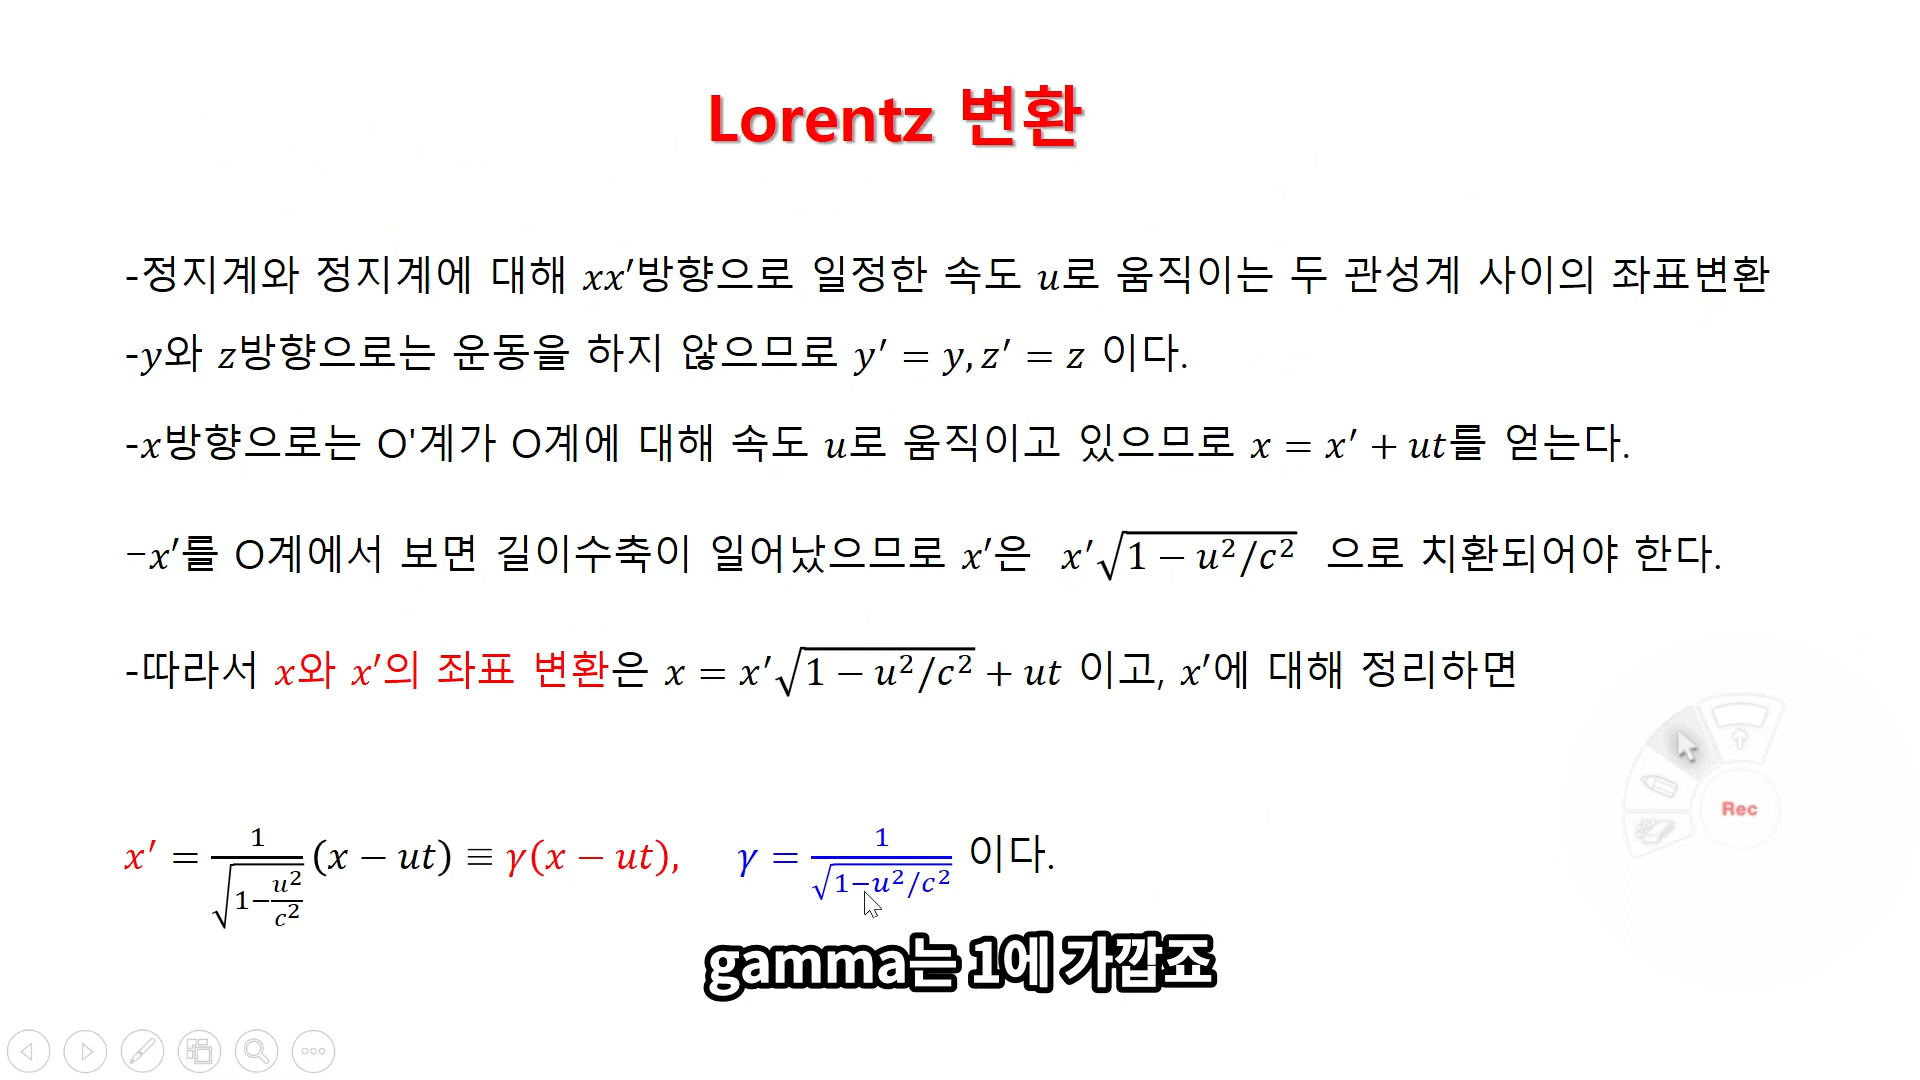 Lorentz 변환
-정지계와 정지계에 대해 xx′방향으로 일정한 속도 u로 움직이는 두 관성계 사이의 좌표변환
-y와 z방향으로는 운동을 하지 않으므로 y′ = y, z′ = z 이다.
-x방향으로는 O'계가 O계에 대해 속도 u로 움직이고 있으므로 x = x′ + ut를 얻는다.
−x′를 O계에서 보면 길이수축이 일어났으므로 x′은 x′√(1 − u²/c²) 으로 치환되어야 한다.
-따라서 x와 x′의 좌표 변환은 x = x′√(1 − u²/c²) + ut 이고, x′에 대해 정리하면
x′ = 1/√(1−u²/c²) (x − ut) ≡ γ(x − ut), γ = 1/√(1−u²/c²) 이다.
Rec
gamma는 1에 가깝죠